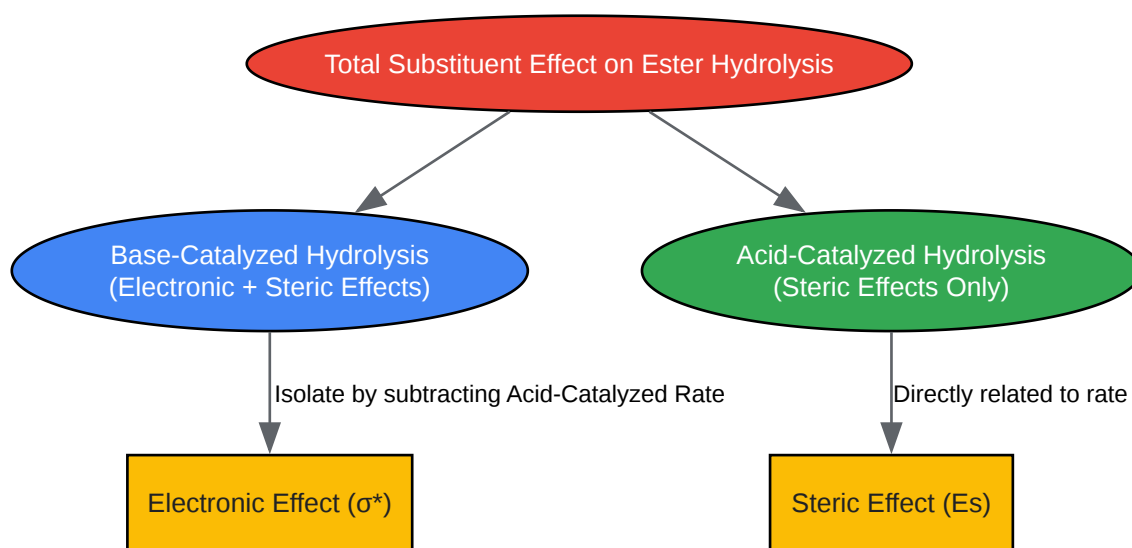 Total Substituent Effect on Ester Hydrolysis
Base-Catalyzed Hydrolysis
(Electronic + Steric Effects)
Acid-Catalyzed Hydrolysis
(Steric Effects Only)
Isolate by subtracting Acid-Catalyzed Rate
Directly related to rate
Electronic Effect (σ*)
Steric Effect (Es)